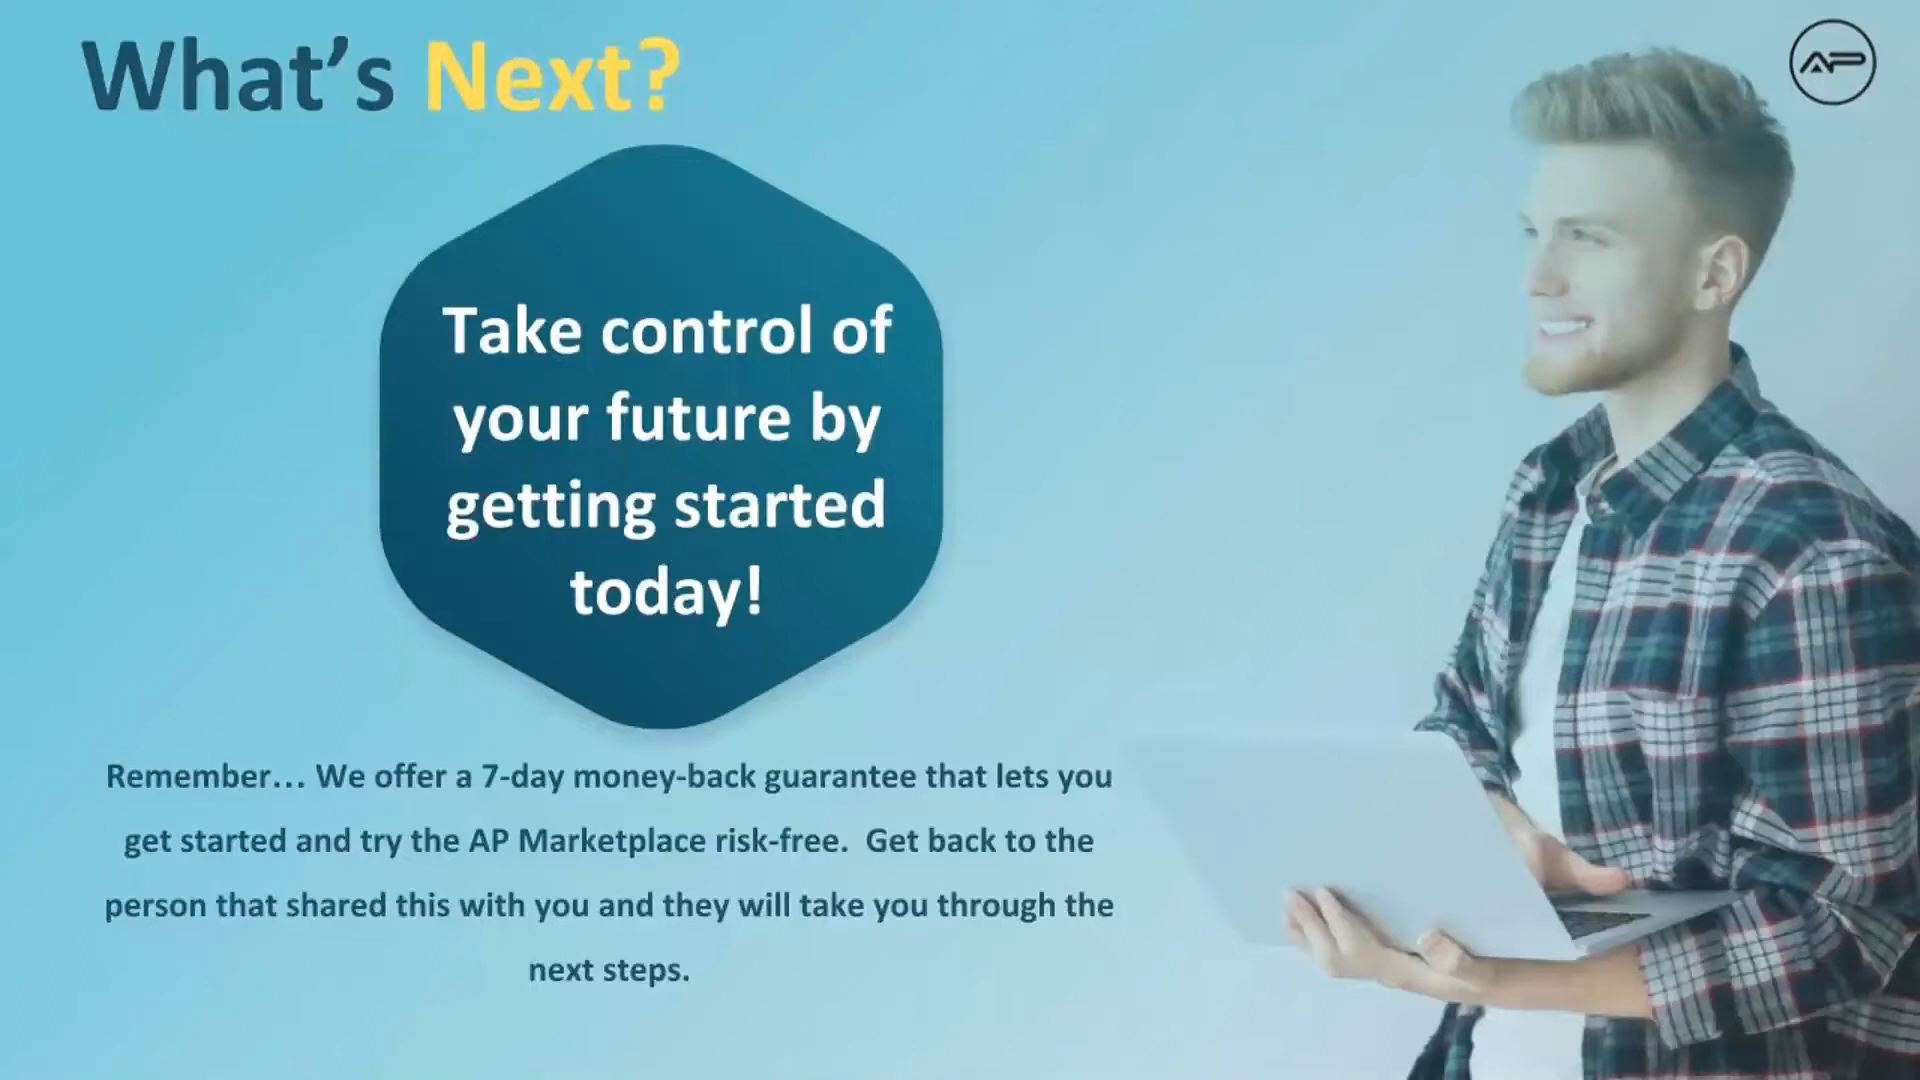 What's Next?
AP
Take control of
your future by
getting started
today!
Remember... We offer a 7-day money-back guarantee that lets you
get started and try the AP Marketplace risk-free.  Get back to the
person that shared this with you and they will take you through the
next steps.